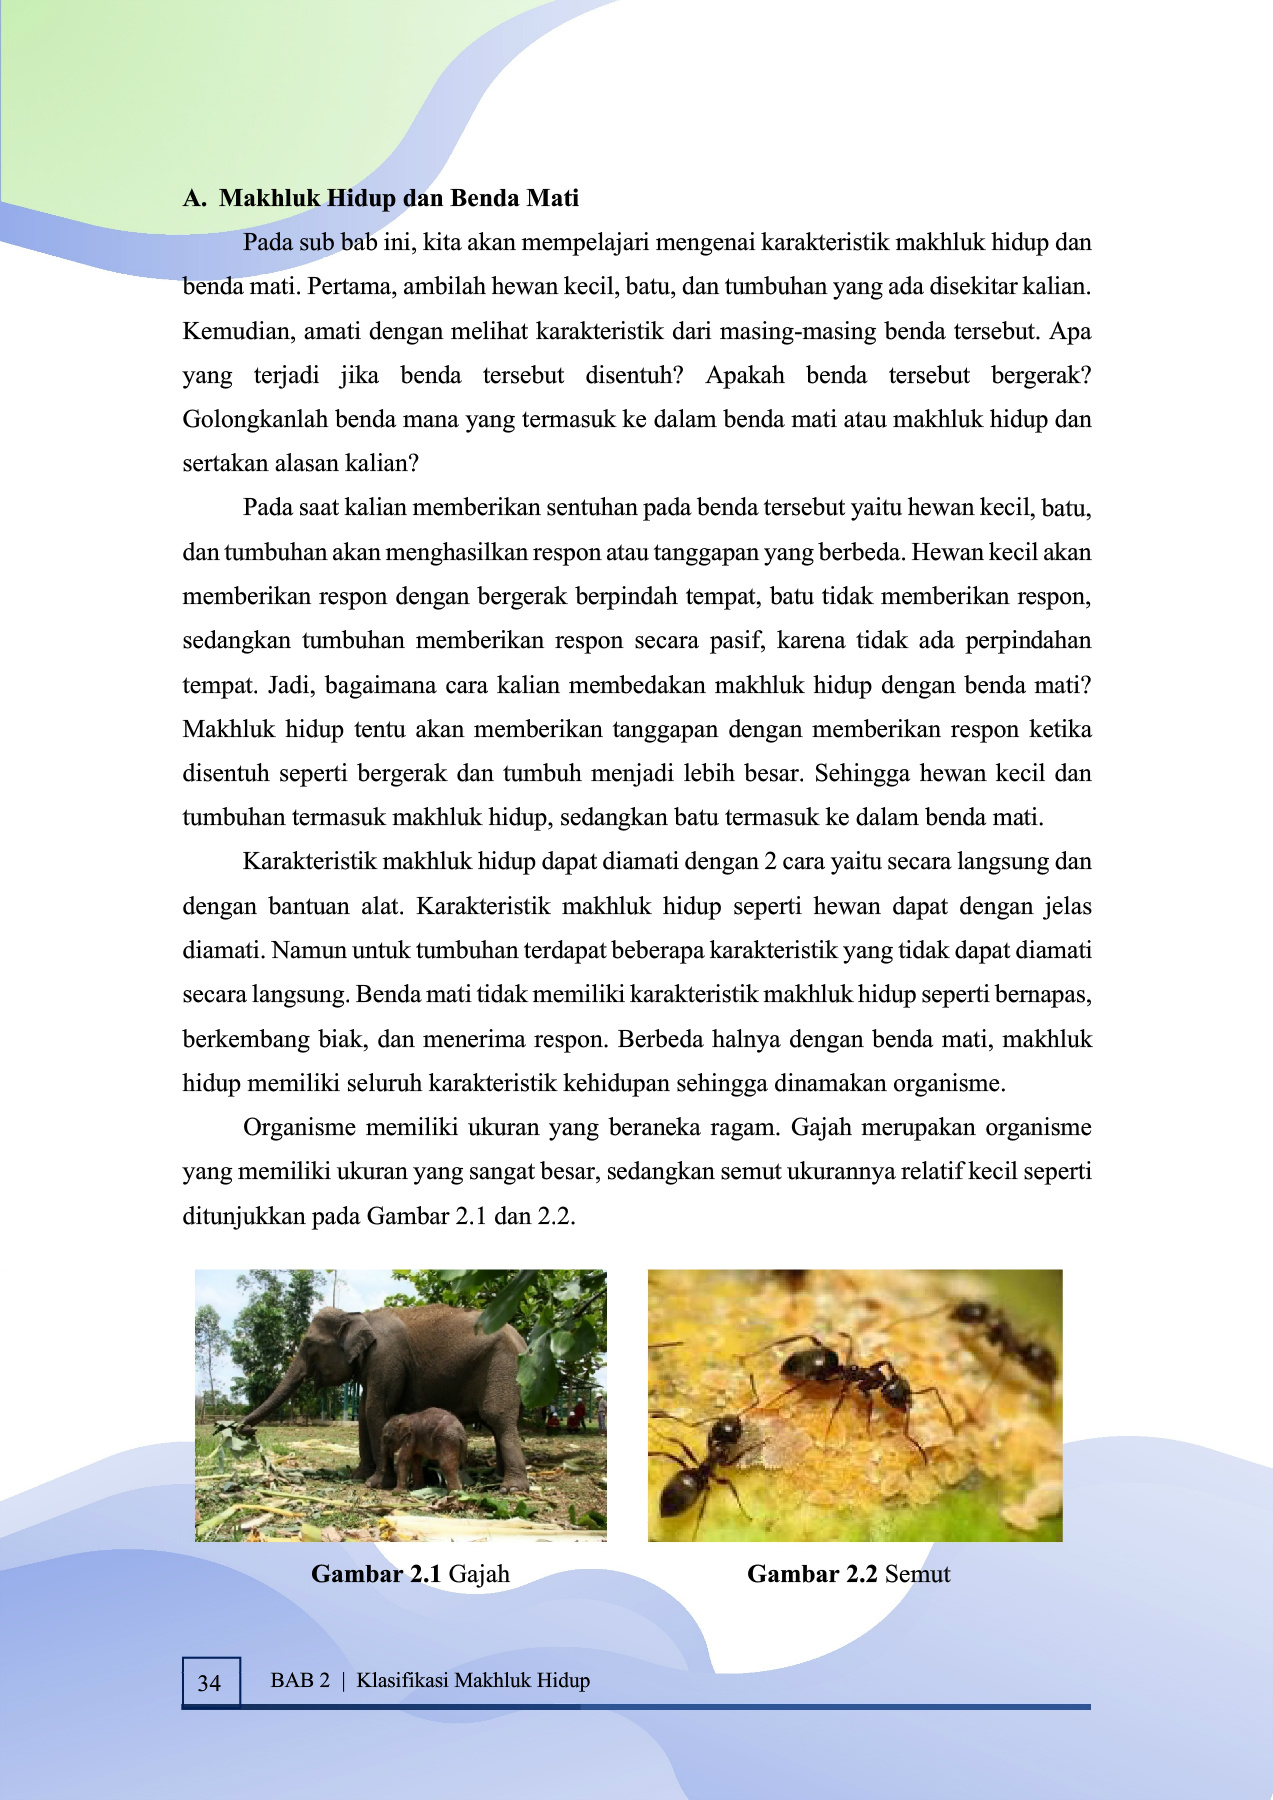 A. Makhluk Hidup dan Benda Mati
Pada sub bab ini, kita akan mempelajari mengenai karakteristik makhluk hidup dan
benda mati. Pertama, ambilah hewan kecil, batu, dan tumbuhan yang ada disekitar kalian.
Kemudian, amati dengan melihat karakteristik dari masing-masing benda tersebut. Apa
yang terjadi jika benda tersebut disentuh? Apakah benda tersebut bergerak?
Golongkanlah benda mana yang termasuk ke dalam benda mati atau makhluk hidup dan
sertakan alasan kalian?
Pada saat kalian memberikan sentuhan pada benda tersebut yaitu hewan kecil, batu,
dan tumbuhan akan menghasilkan respon atau tanggapan yang berbeda. Hewan kecil akan
memberikan respon dengan bergerak berpindah tempat, batu tidak memberikan respon,
sedangkan tumbuhan memberikan respon secara pasif, karena tidak ada perpindahan
tempat. Jadi, bagaimana cara kalian membedakan makhluk hidup dengan benda mati?
Makhluk hidup tentu akan memberikan tanggapan dengan memberikan respon ketika
disentuh seperti bergerak dan tumbuh menjadi lebih besar. Sehingga hewan kecil dan
tumbuhan termasuk makhluk hidup, sedangkan batu termasuk ke dalam benda mati.
Karakteristik makhluk hidup dapat diamati dengan 2 cara yaitu secara langsung dan
dengan bantuan alat. Karakteristik makhluk hidup seperti hewan dapat dengan jelas
diamati. Namun untuk tumbuhan terdapat beberapa karakteristik yang tidak dapat diamati
secara langsung. Benda mati tidak memiliki karakteristik makhluk hidup seperti bernapas,
berkembang biak, dan menerima respon. Berbeda halnya dengan benda mati, makhluk
hidup memiliki seluruh karakteristik kehidupan sehingga dinamakan organisme.
Organisme memiliki ukuran yang beraneka ragam. Gajah merupakan organisme
yang memiliki ukuran yang sangat besar, sedangkan semut ukurannya relatif kecil seperti
ditunjukkan pada Gambar 2.1 dan 2.2.
Gambar 2.1 Gajah
Gambar 2.2 Semut
34
BAB 2 | Klasifikasi Makhluk Hidup